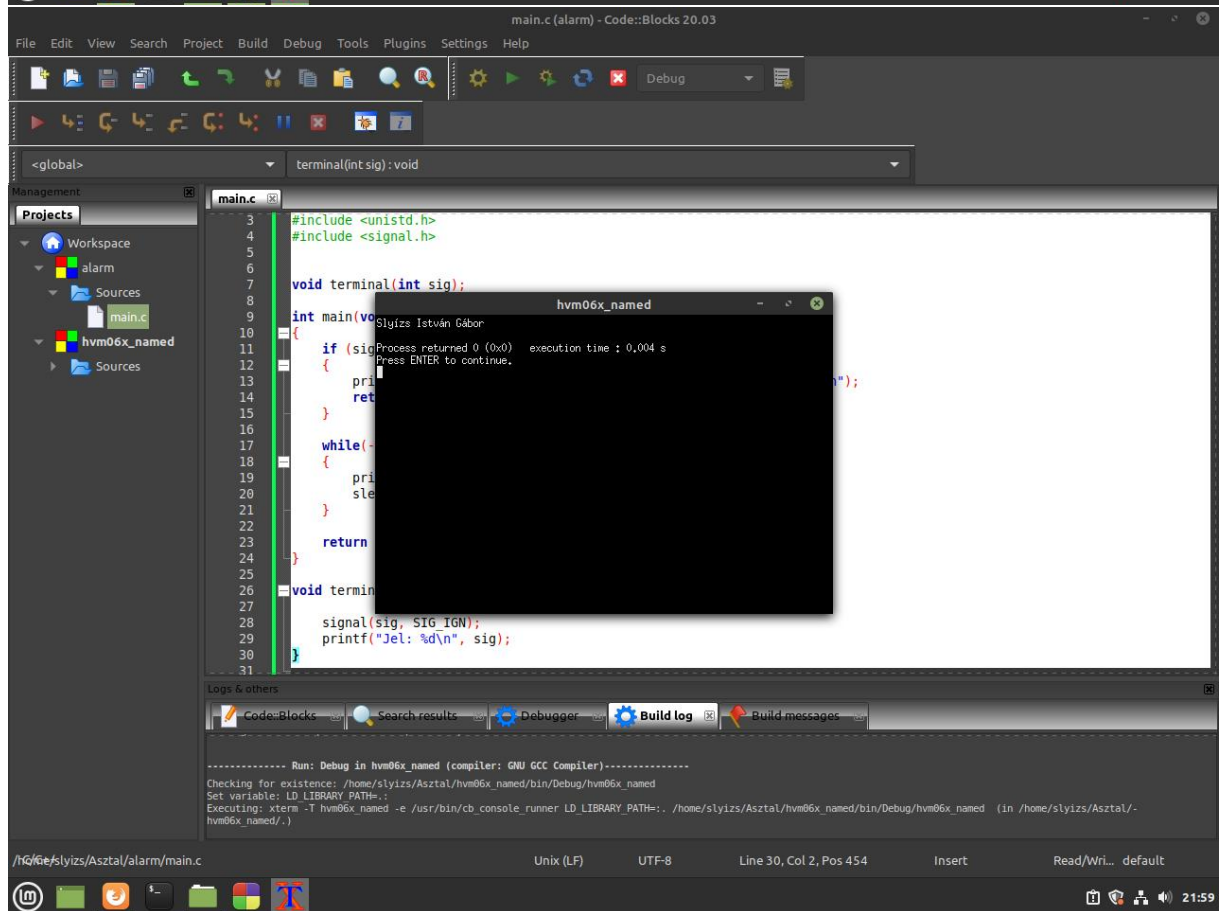 main.c (alarm) - Code::Blocks 20.03
File Edit View Search Project Build Debug Tools Plugins Settings Help
Debug
<global>
terminal(int sig) : void
Management
Projects
Workspace
alarm
Sources
main.c
hvm06x_named
Sources
main.c
3 #include <unistd.h>
4 #include <signal.h>
5
6
7 void terminal(int sig);
8
9 int main(vo
10 {
11 if (sig
12 {
13 pri n");
14 ret
15 }
16
17 while(-
18 {
19 pri
20 sle
21 }
22
23 return
24 }
25
26 void termin
27
28 signal(sig, SIG_IGN);
29 printf("Jel: %d\n", sig);
30 }
31
hvm06x_named
Slyízs István Gábor
Process returned 0 (0x0) execution time : 0.004 s
Press ENTER to continue.
Logs & others
Code::Blocks
Search results
Debugger
Build log
Build messages
-------------- Run: Debug in hvm06x_named (compiler: GNU GCC Compiler)---------------
Checking for existence: /home/slyizs/Asztal/hvm06x_named/bin/Debug/hvm06x_named
Set variable: LD_LIBRARY_PATH=.:
Executing: xterm -T hvm06x_named -e /usr/bin/cb_console_runner LD_LIBRARY_PATH=:. /home/slyizs/Asztal/hvm06x_named/bin/Debug/hvm06x_named (in /home/slyizs/Asztal/-
hvm06x_named/.)
/home/slyizs/Asztal/alarm/main.c
C/C++
Unix (LF)
UTF-8
Line 30, Col 2, Pos 454
Insert
Read/Wri...
default
21:59